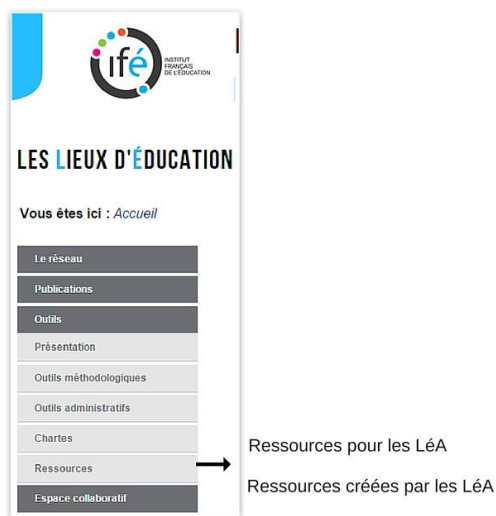 ifé
INSTITUT
FRANÇAIS
DE L'ÉDUCATION
LES LIEUX D'ÉDUCATION
Vous êtes ici : Accueil
Le réseau
Publications
Outils
Présentation
Outils méthodologiques
Outils administratifs
Chartes
Ressources
Espace collaboratif
Ressources pour les LéA
Ressources créées par les LéA